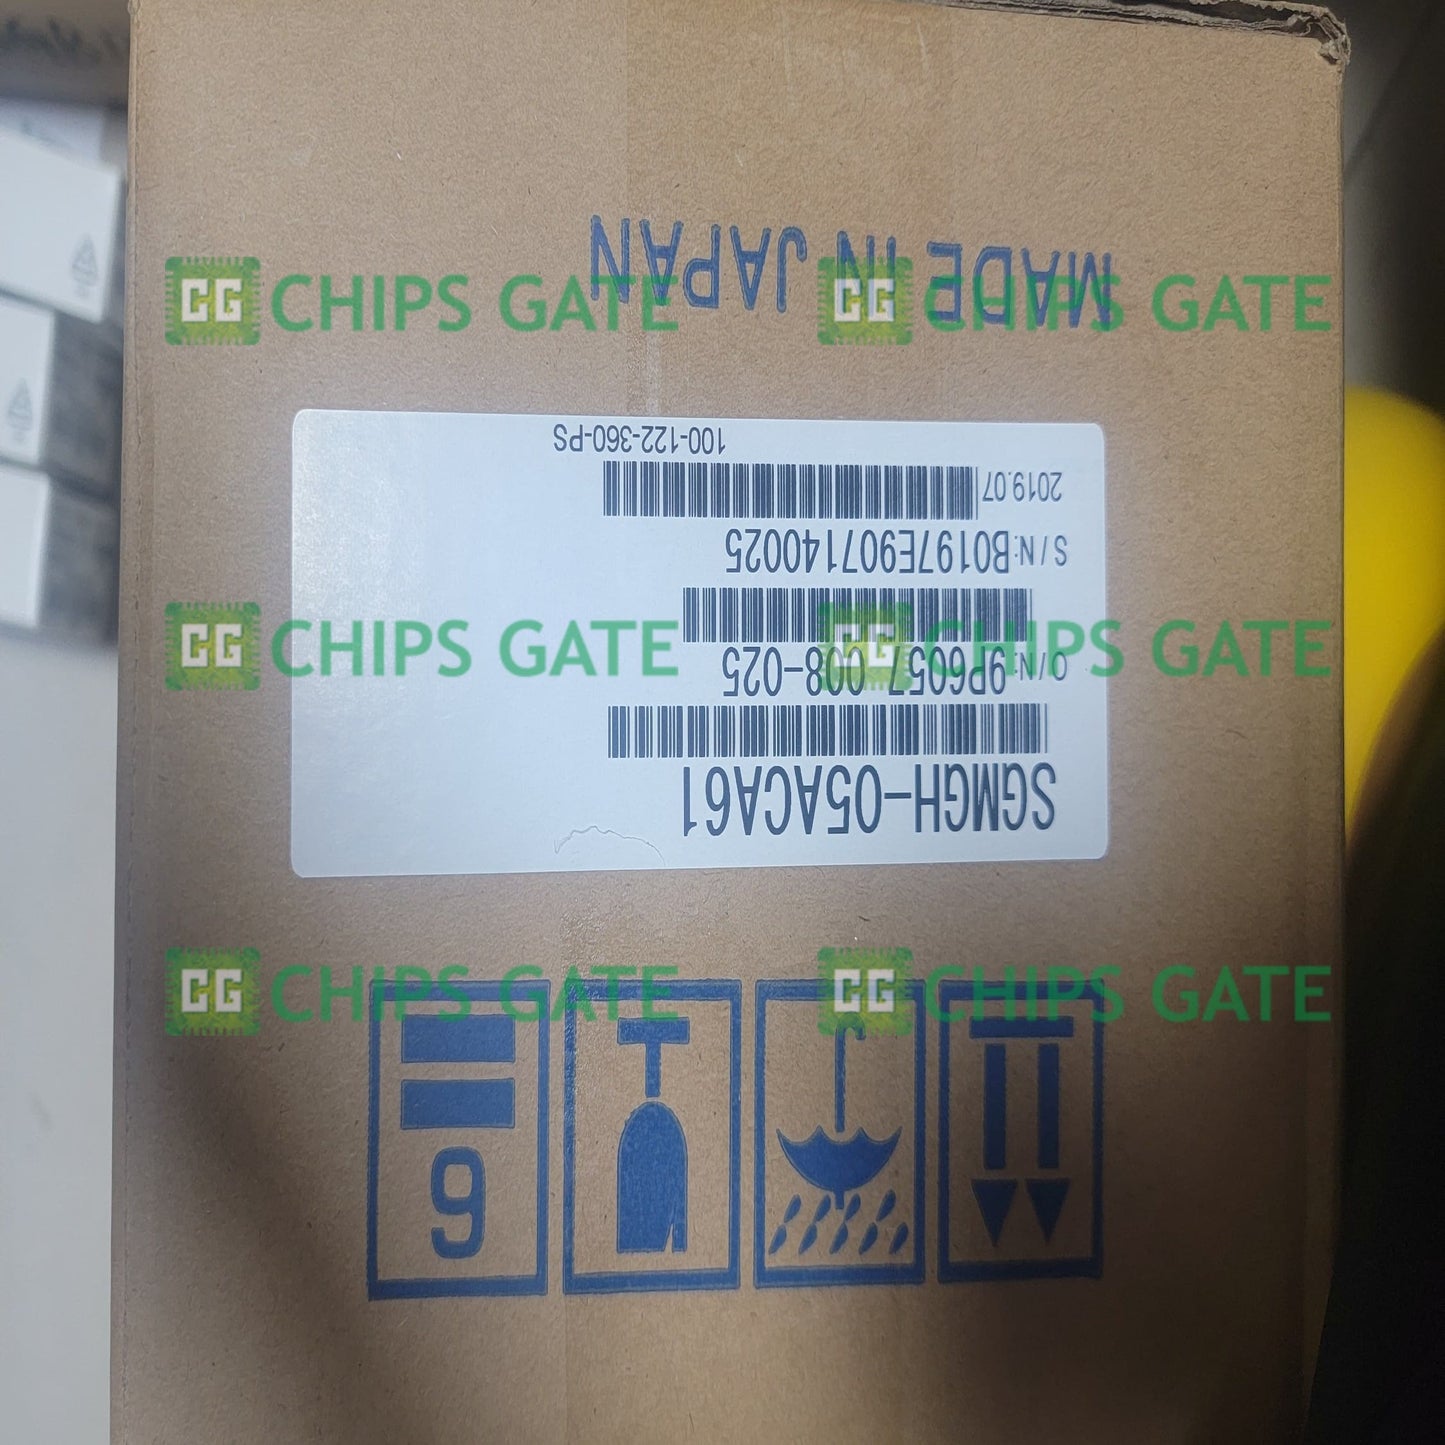 6
SGMGH-05ACA61
O/N: 9P6057-008-025
S/N: B0197E907140025
2019.07
100-122-360-PS
MADE IN JAPAN
CG CHIPS GATE CG CHIPS GATE
CG CHIPS GATE CG CHIPS GATE
CG CHIPS GATE CG CHIPS GATE